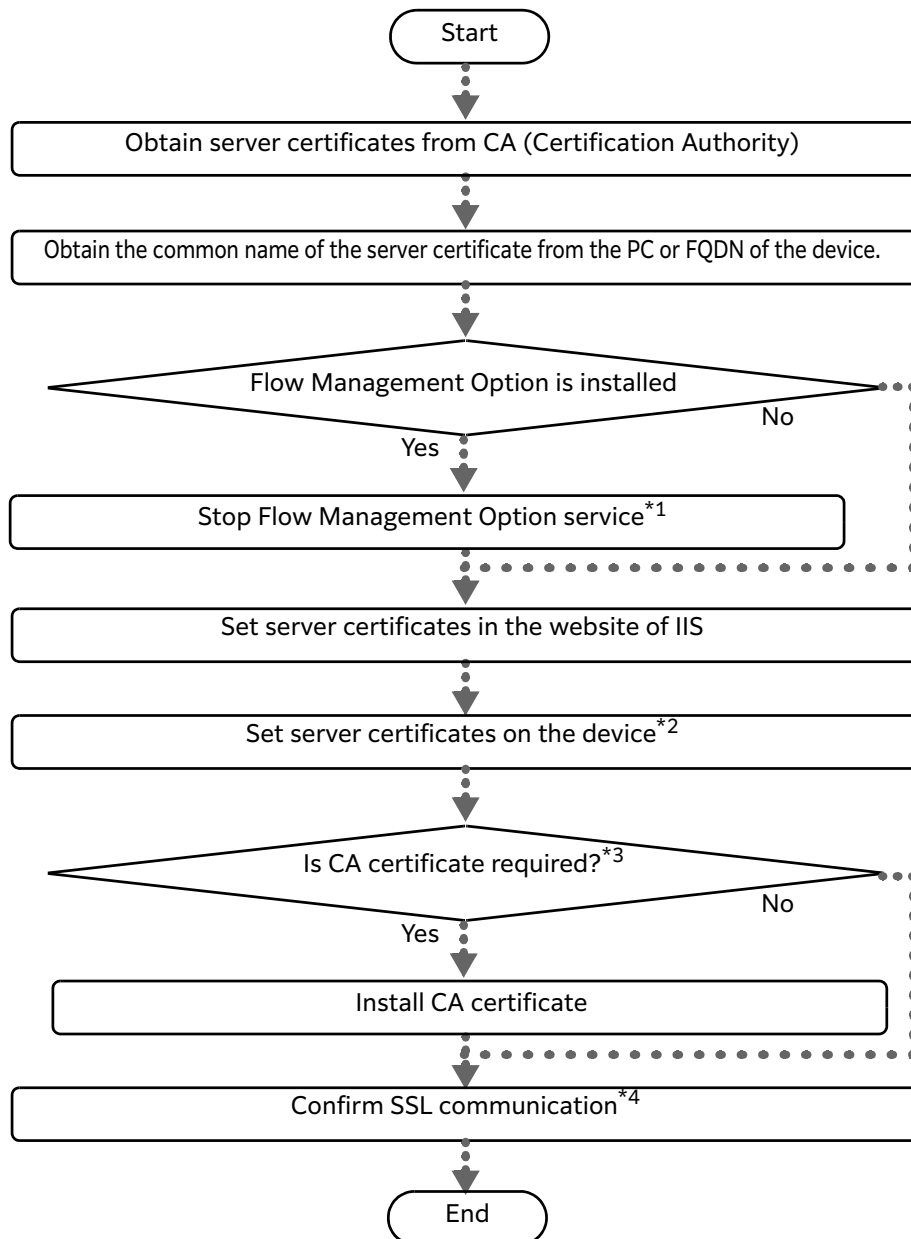 Start
Obtain server certificates from CA (Certification Authority)
Obtain the common name of the server certificate from the PC or FQDN of the device.
Flow Management Option is installed
No
Yes
Stop Flow Management Option service*1
Set server certificates in the website of IIS
Set server certificates on the device*2
Is CA certificate required?*3
No
Yes
Install CA certificate
Confirm SSL communication*4
End